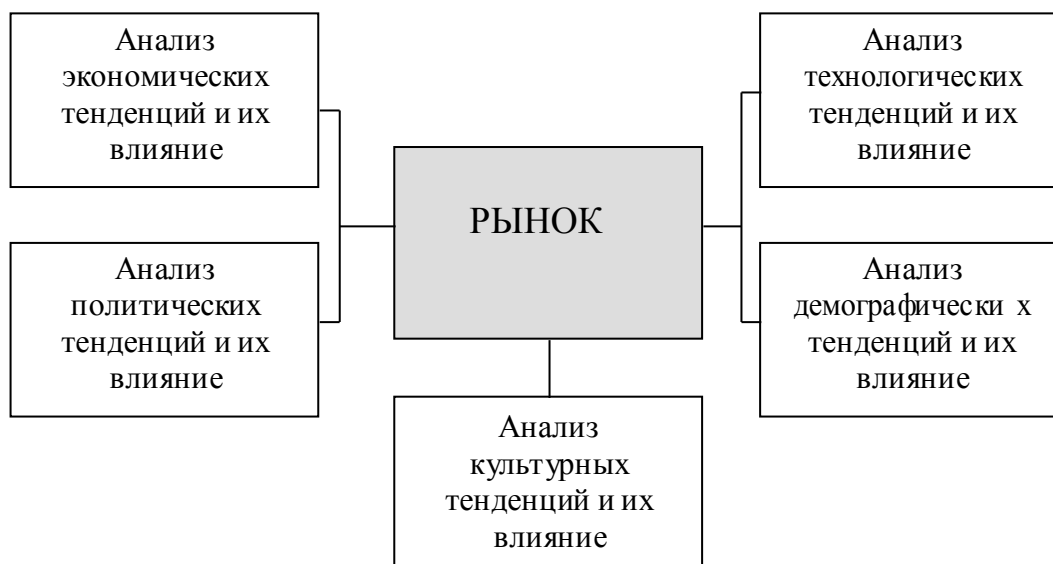 Анализ
экономических
тенденций и их
влияние
Анализ
технологических
тенденций и их
влияние
РЫНОК
Анализ
политических
тенденций и их
влияние
Анализ
демографически х
тенденций и их
влияние
Анализ
культурных
тенденций и их
влияние